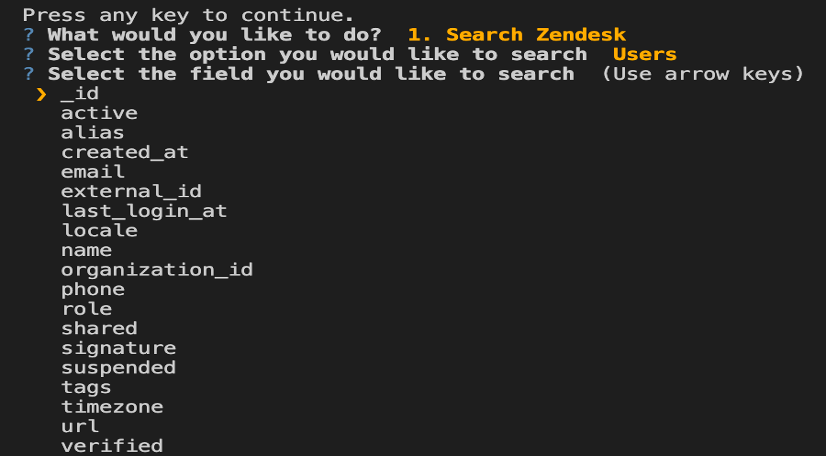 Press any key to continue.
? What would you like to do?  1. Search Zendesk
? Select the option you would like to search  Users
? Select the field you would like to search  (Use arrow keys)
❯ _id
active
alias
created_at
email
external_id
last_login_at
locale
name
organization_id
phone
role
shared
signature
suspended
tags
timezone
url
verified